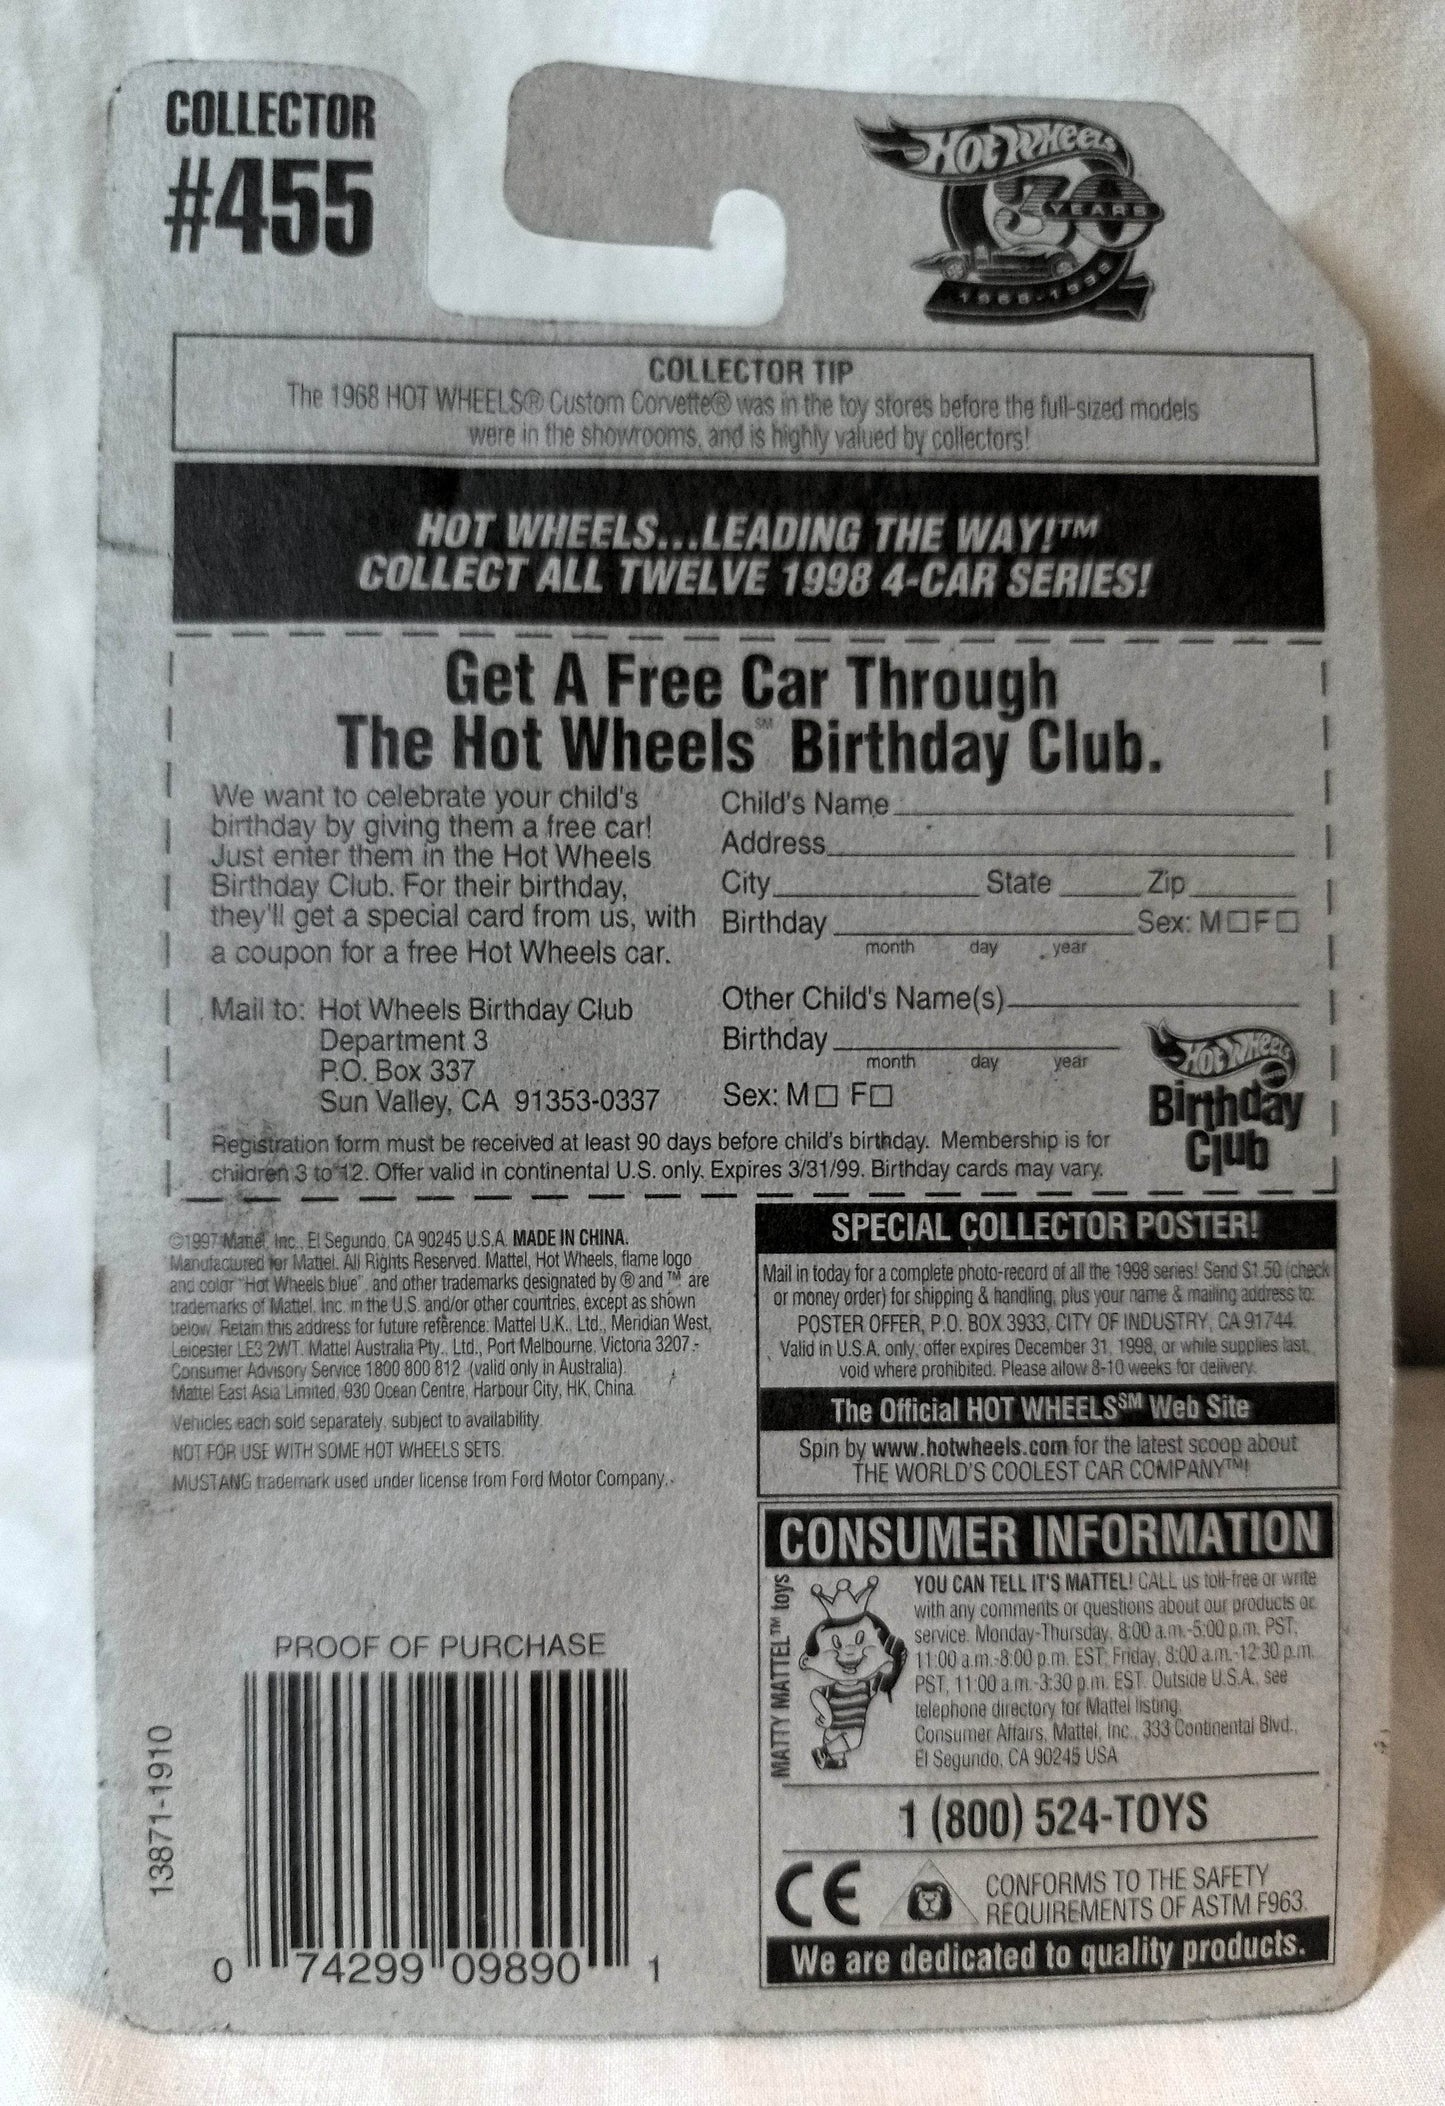 COLLECTOR
#455
HOT WHEELS
30
YEARS
1968-1998
COLLECTOR TIP
The 1968 HOT WHEELS® Custom Corvette® was in the toy stores before the full-sized models
were in the showrooms, and is highly valued by collectors!
HOT WHEELS...LEADING THE WAY!™
COLLECT ALL TWELVE 1998 4-CAR SERIES!
Get A Free Car Through
The Hot Wheels℠ Birthday Club.
We want to celebrate your child's
birthday by giving them a free car!
Just enter them in the Hot Wheels
Birthday Club. For their birthday,
they'll get a special card from us, with
a coupon for a free Hot Wheels car.
Mail to: Hot Wheels Birthday Club
Department 3
P.O. Box 337
Sun Valley, CA 91353-0337
Child's Name
Address
City State Zip
Birthday Sex: M□F□
month day year
Other Child's Name(s)
Birthday
month day year
Sex: M□ F□
HOT WHEELS
Birthday
Club
Registration form must be received at least 90 days before child's birthday. Membership is for
children 3 to 12. Offer valid in continental U.S. only. Expires 3/31/99. Birthday cards may vary.
©1997 Mattel, Inc., El Segundo, CA 90245 U.S.A. MADE IN CHINA.
Manufactured for Mattel. All Rights Reserved. Mattel, Hot Wheels, flame logo
and color "Hot Wheels blue", and other trademarks designated by ® and ™ are
trademarks of Mattel, Inc. in the U.S. and/or other countries, except as shown
below. Retain this address for future reference: Mattel U.K., Ltd., Meridian West,
Leicester LE3 2WT. Mattel Australia Pty., Ltd., Port Melbourne, Victoria 3207.-
Consumer Advisory Service 1800 800 812 (valid only in Australia).
Mattel East Asia Limited, 930 Ocean Centre, Harbour City, HK, China.
Vehicles each sold separately, subject to availability.
NOT FOR USE WITH SOME HOT WHEELS SETS.
MUSTANG trademark used under license from Ford Motor Company.
SPECIAL COLLECTOR POSTER!
Mail in today for a complete photo-record of all the 1998 series! Send $1.50 (check
or money order) for shipping & handling, plus your name & mailing address to:
POSTER OFFER, P.O. BOX 3933, CITY OF INDUSTRY, CA 91744.
Valid in U.S.A. only; offer expires December 31, 1998, or while supplies last,
void where prohibited. Please allow 8-10 weeks for delivery.
The Official HOT WHEELS℠ Web Site
Spin by www.hotwheels.com for the latest scoop about
THE WORLD'S COOLEST CAR COMPANY™!
CONSUMER INFORMATION
MATTY MATTEL™ toys
YOU CAN TELL IT'S MATTEL! CALL us toll-free or write
with any comments or questions about our products or
service. Monday-Thursday, 8:00 a.m.-5:00 p.m. PST,
11:00 a.m.-8:00 p.m. EST; Friday, 8:00 a.m.-12:30 p.m.
PST, 11:00 a.m.-3:30 p.m. EST. Outside U.S.A., see
telephone directory for Mattel listing.
Consumer Affairs, Mattel, Inc., 333 Continental Blvd.,
El Segundo, CA 90245 USA
1 (800) 524-TOYS
CE
CONFORMS TO THE SAFETY
REQUIREMENTS OF ASTM F963.
We are dedicated to quality products.
PROOF OF PURCHASE
13871-1910
0 74299 09890 1